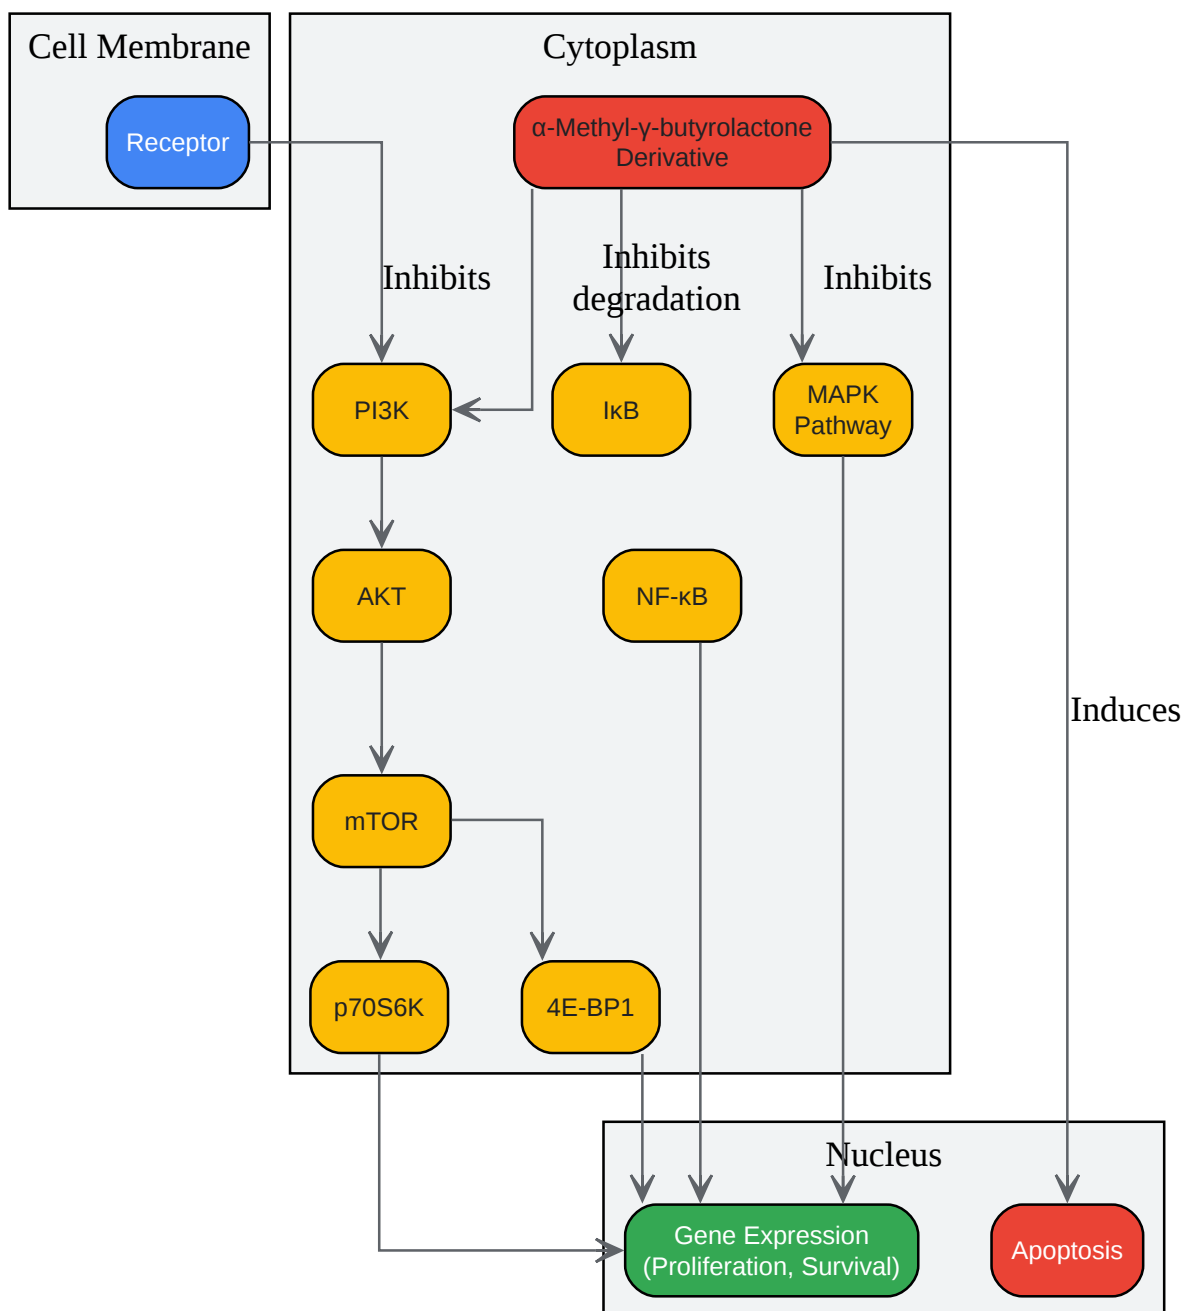 Cell Membrane
Cytoplasm
Receptor
α-Methyl-γ-butyrolactone
Derivative
Inhibits
Inhibits
degradation
Inhibits
PI3K
IκB
MAPK
Pathway
AKT
NF-κB
Induces
mTOR
p70S6K
4E-BP1
Nucleus
Gene Expression
(Proliferation, Survival)
Apoptosis